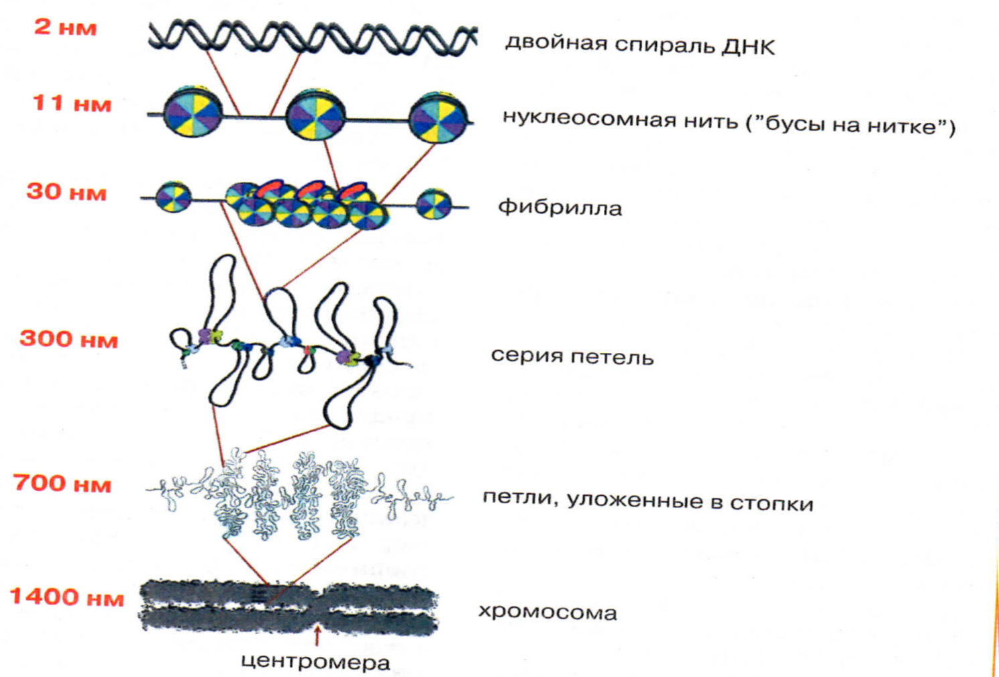 2 нм
двойная спираль ДНК
11 нм
нуклеосомная нить (”бусы на нитке”)
30 нм
фибрилла
300 нм
серия петель
700 нм
петли, уложенные в стопки
1400 нм
хромосома
центромера